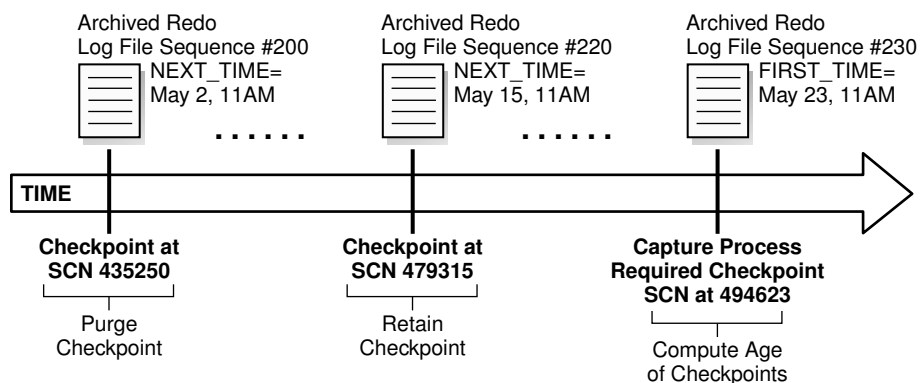 Archived Redo
Log File Sequence #200
NEXT_TIME=
May 2, 11AM
Archived Redo
Log File Sequence #220
NEXT_TIME=
May 15, 11AM
Archived Redo
Log File Sequence #230
FIRST_TIME=
May 23, 11AM
......
......
TIME
Checkpoint at
SCN 435250
Purge
Checkpoint
Checkpoint at
SCN 479315
Retain
Checkpoint
Capture Process
Required Checkpoint
SCN at 494623
Compute Age
of Checkpoints